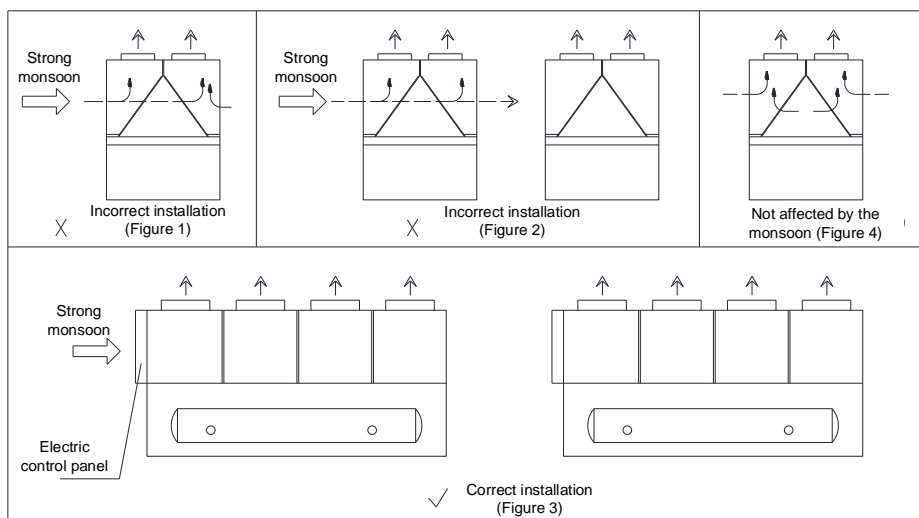 Strong
monsoon
Incorrect installation
(Figure 1)
Strong
monsoon
Incorrect installation
(Figure 2)
Not affected by the
monsoon (Figure 4)
Strong
monsoon
Electric
control panel
Correct installation
(Figure 3)